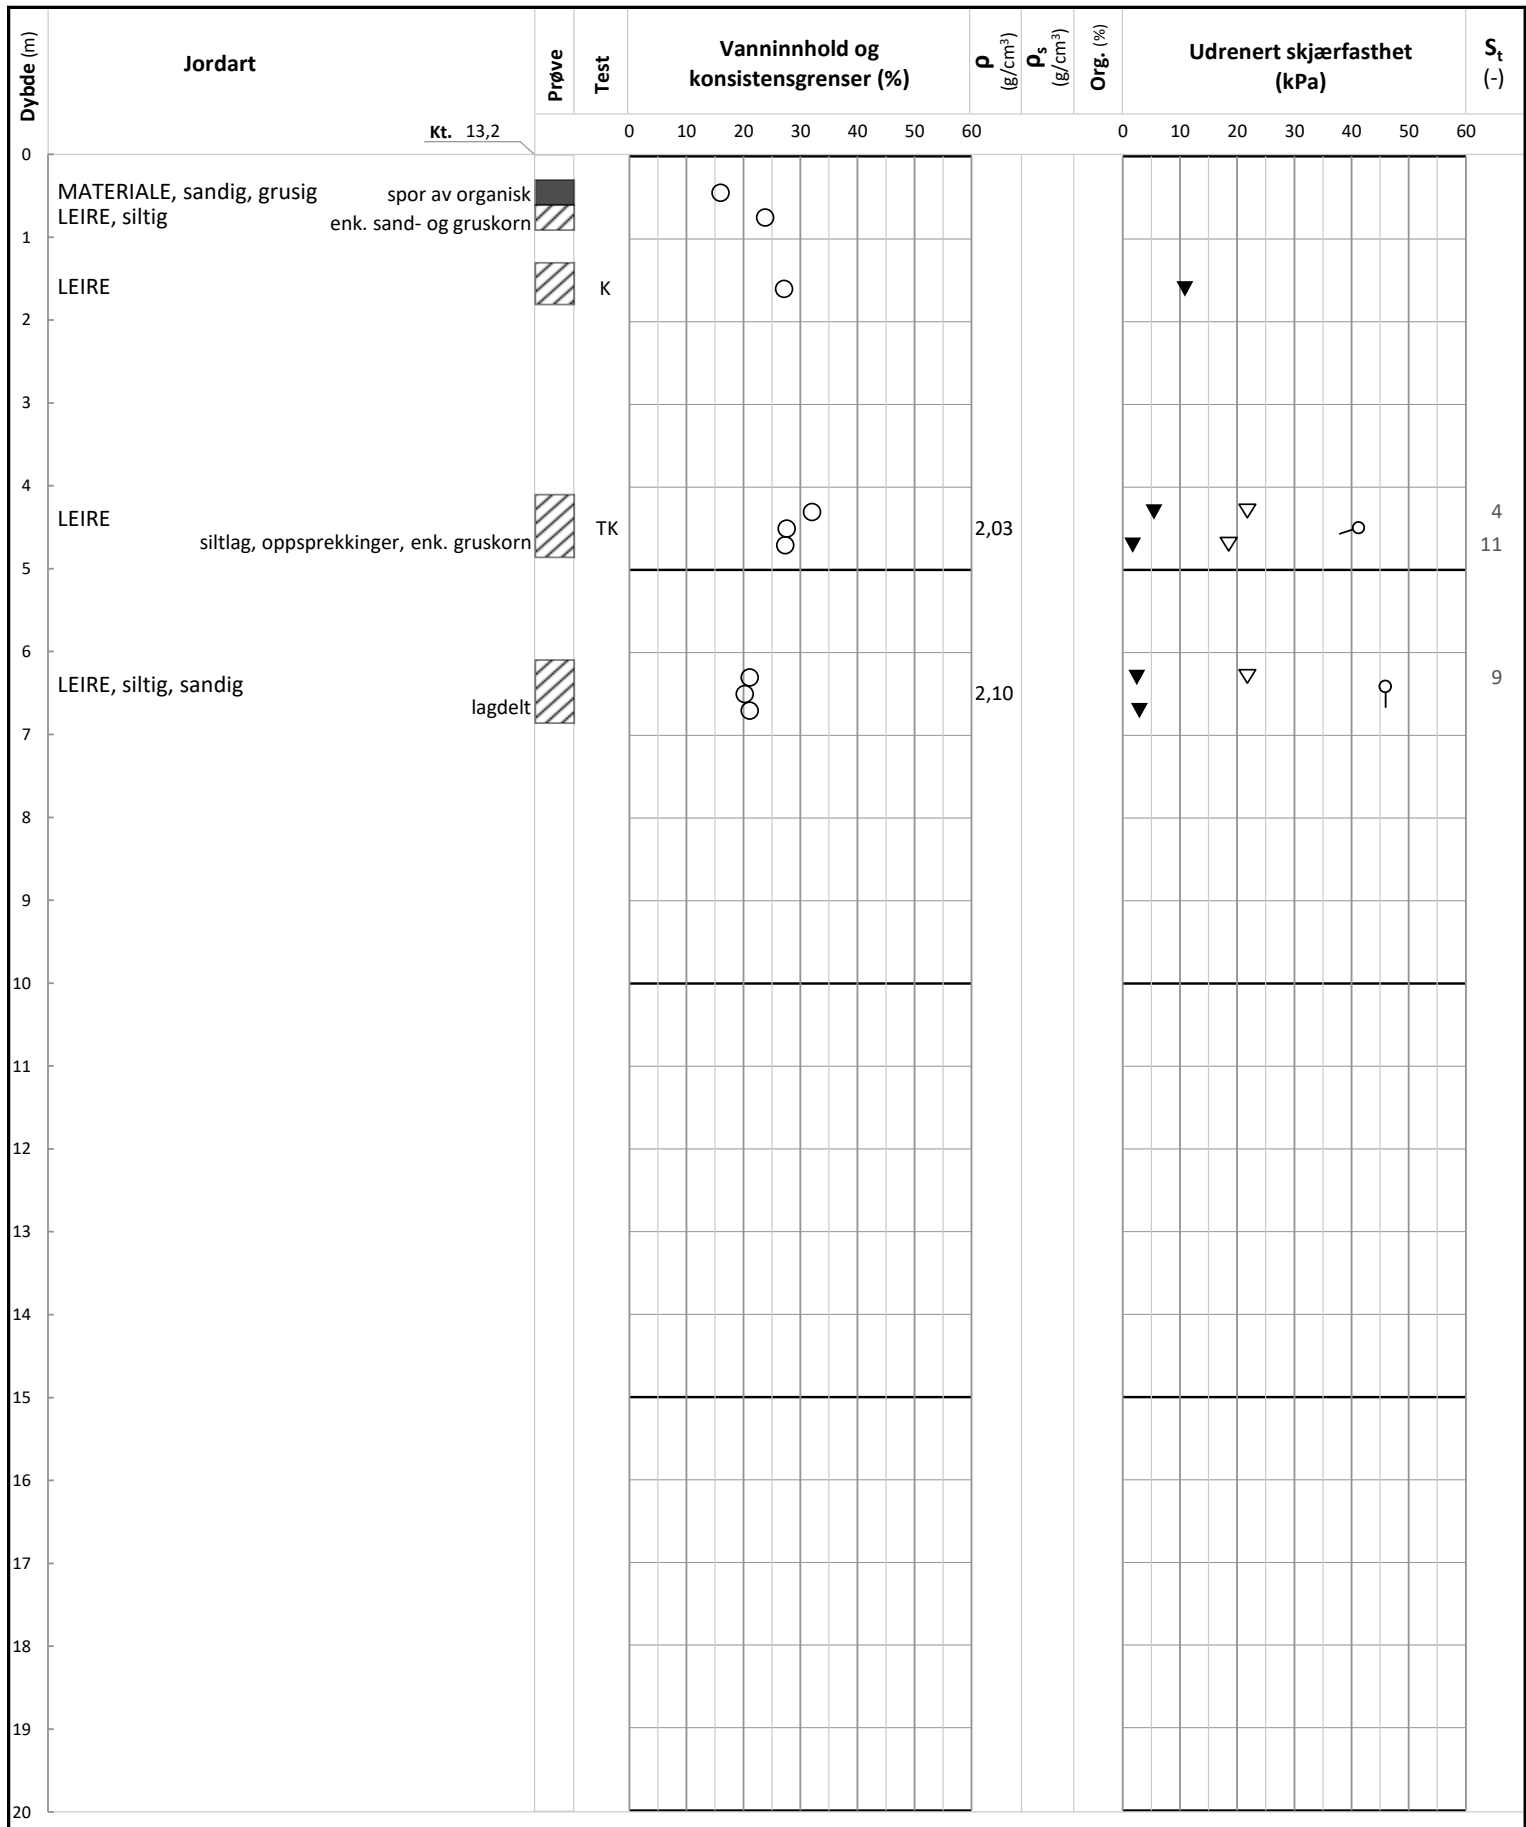 Dybde (m)
Jordart
Prøve
Test
Vanninnhold og
konsistensgrenser (%)
ρ
(g/cm³)
ρs
(g/cm³)
Org. (%)
Udrenert skjærfasthet
(kPa)
St
(-)
Kt. 13,2
0 10 20 30 40 50 60
0 10 20 30 40 50 60
0
MATERIALE, sandig, grusig spor av organisk
LEIRE, siltig enk. sand- og gruskorn
1
LEIRE K
2
3
4
LEIRE 4
siltlag, oppsprekkinger, enk. gruskorn TK 2,03 11
5
6
LEIRE, siltig, sandig 9
lagdelt 2,10
7
8
9
10
11
12
13
14
15
16
17
18
19
20